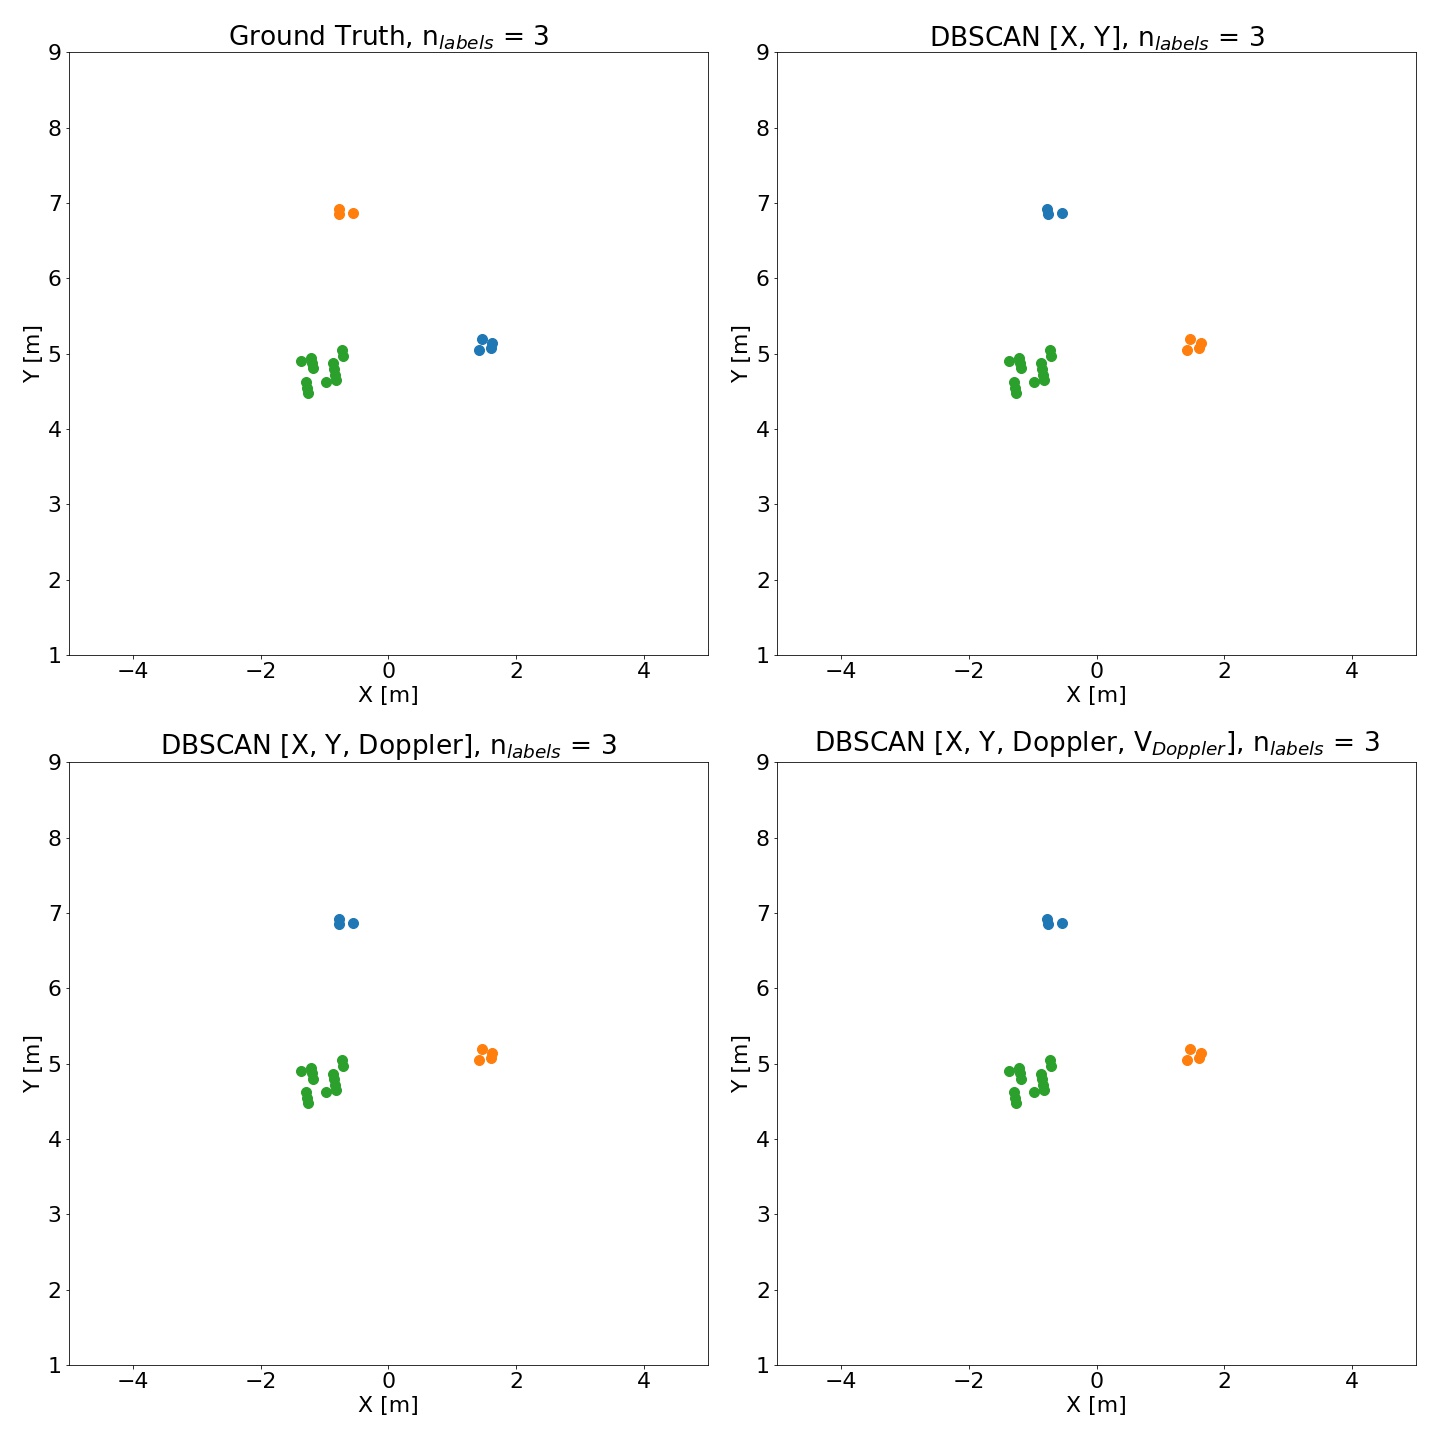 Ground Truth, n_labels = 3
9
8
7
6
5
4
3
2
1
Y [m]
−4 −2 0 2 4
X [m]
DBSCAN [X, Y], n_labels = 3
9
8
7
6
5
4
3
2
1
Y [m]
−4 −2 0 2 4
X [m]
DBSCAN [X, Y, Doppler], n_labels = 3
9
8
7
6
5
4
3
2
1
Y [m]
−4 −2 0 2 4
X [m]
DBSCAN [X, Y, Doppler, V_Doppler], n_labels = 3
9
8
7
6
5
4
3
2
1
Y [m]
−4 −2 0 2 4
X [m]